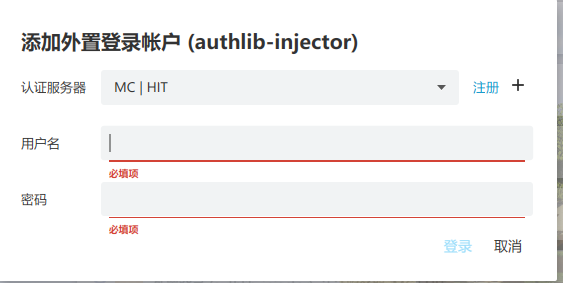 添加外置登录帐户 (authlib-injector)
认证服务器 MC | HIT 注册
用户名
必填项
密码
必填项
登录 取消